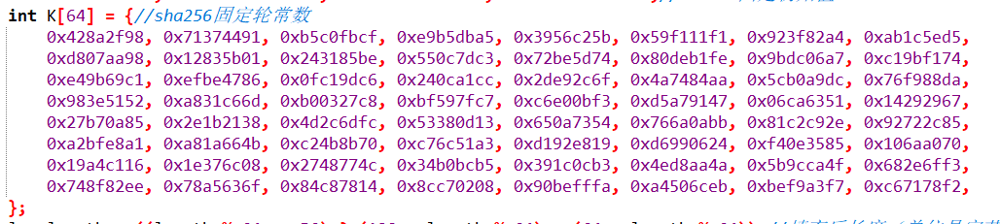 int K[64] = {//sha256固定轮常数
0x428a2f98, 0x71374491, 0xb5c0fbcf, 0xe9b5dba5, 0x3956c25b, 0x59f111f1, 0x923f82a4, 0xab1c5ed5,
0xd807aa98, 0x12835b01, 0x243185be, 0x550c7dc3, 0x72be5d74, 0x80deb1fe, 0x9bdc06a7, 0xc19bf174,
0xe49b69c1, 0xefbe4786, 0x0fc19dc6, 0x240ca1cc, 0x2de92c6f, 0x4a7484aa, 0x5cb0a9dc, 0x76f988da,
0x983e5152, 0xa831c66d, 0xb00327c8, 0xbf597fc7, 0xc6e00bf3, 0xd5a79147, 0x06ca6351, 0x14292967,
0x27b70a85, 0x2e1b2138, 0x4d2c6dfc, 0x53380d13, 0x650a7354, 0x766a0abb, 0x81c2c92e, 0x92722c85,
0xa2bfe8a1, 0xa81a664b, 0xc24b8b70, 0xc76c51a3, 0xd192e819, 0xd6990624, 0xf40e3585, 0x106aa070,
0x19a4c116, 0x1e376c08, 0x2748774c, 0x34b0bcb5, 0x391c0cb3, 0x4ed8aa4a, 0x5b9cca4f, 0x682e6ff3,
0x748f82ee, 0x78a5636f, 0x84c87814, 0x8cc70208, 0x90befffa, 0xa4506ceb, 0xbef9a3f7, 0xc67178f2,
};